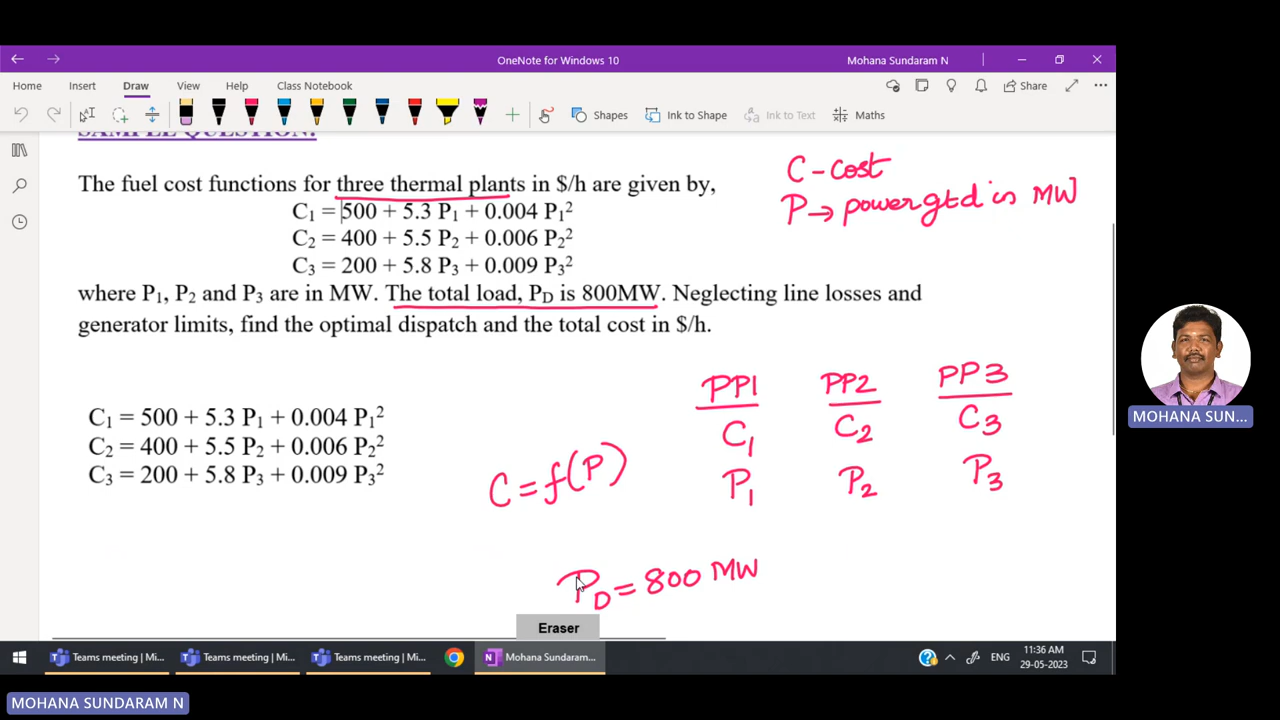 OneNote for Windows 10
Mohana Sundaram N
Home Insert Draw View Help Class Notebook
Share
Shapes Ink to Shape Ink to Text Maths
SAMPLE QUESTION:
The fuel cost functions for three thermal plants in $/h are given by,
C₁ = 500 + 5.3 P₁ + 0.004 P₁²
C₂ = 400 + 5.5 P₂ + 0.006 P₂²
C₃ = 200 + 5.8 P₃ + 0.009 P₃²
where P₁, P₂ and P₃ are in MW. The total load, P_D is 800MW. Neglecting line losses and
generator limits, find the optimal dispatch and the total cost in $/h.
C - cost
P → power gtd in MW
C₁ = 500 + 5.3 P₁ + 0.004 P₁²
C₂ = 400 + 5.5 P₂ + 0.006 P₂²
C₃ = 200 + 5.8 P₃ + 0.009 P₃²
C = f(P)
PP1 PP2 PP3
C₁ C₂ C₃
P₁ P₂ P₃
P_D = 800 MW
Eraser
Teams meeting | Mi... Teams meeting | Mi... Teams meeting | Mi... Mohana Sundaram...
ENG
11:36 AM
29-05-2023
MOHANA SUN...
MOHANA SUNDARAM N